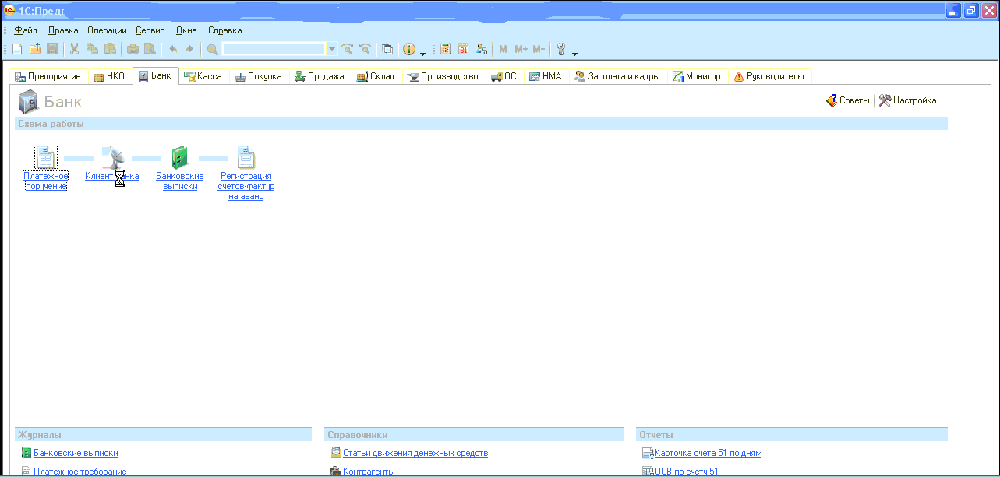 1С:Предг
Файл Правка Операции Сервис Окна Справка
31 M M+ M-
Предприятие НКО Банк Касса Покупка Продажа Склад Производство ОС НМА Зарплата и кадры Монитор Руководителю
Банк Советы Настройка...
Схема работы
Платежное поручение
Клиент
Банковские выписки
Регистрация счетов-фактур на аванс
Журналы Справочники Отчеты
Банковские выписки Статьи движения денежных средств Карточка счета 51 по дням
Платежное требование Контрагенты ОСВ по счету 51